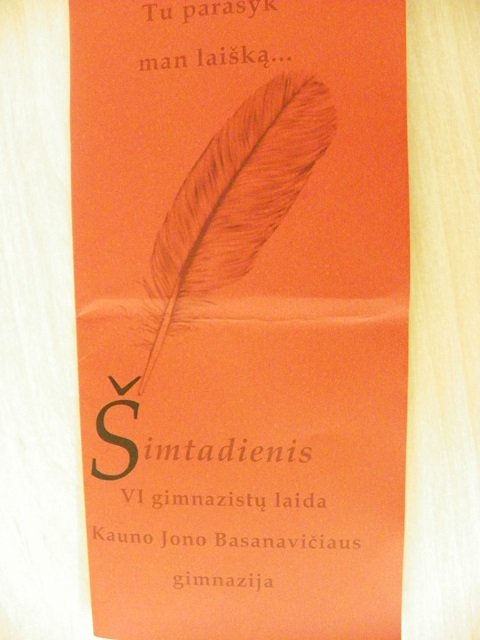 Tu parašyk
man laišką...
Šimtadienis
VI gimnazistų laida
Kauno Jono Basanavičiaus
gimnazija